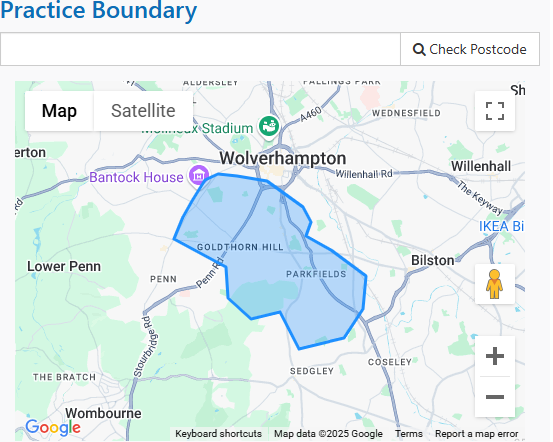 Practice Boundary
Check Postcode
Map
Satellite
ALDERSLEY
FALLINGS PARK
Sh
A460
WEDNESFIELD
Molineux Stadium
erton
Wolverhampton
Willenhall
Bantock House
Willenhall Rd
The Keyway
IKEA Bi
GOLDTHORN HILL
Bilston
Lower Penn
PENN
Penn Rd
PARKFIELDS
Stourbridge Rd
Rd
SEDGLEY
COSELEY
THE BRATCH
Wombourne
Google
Keyboard shortcuts
Map data ©2025 Google
Terms
Report a map error